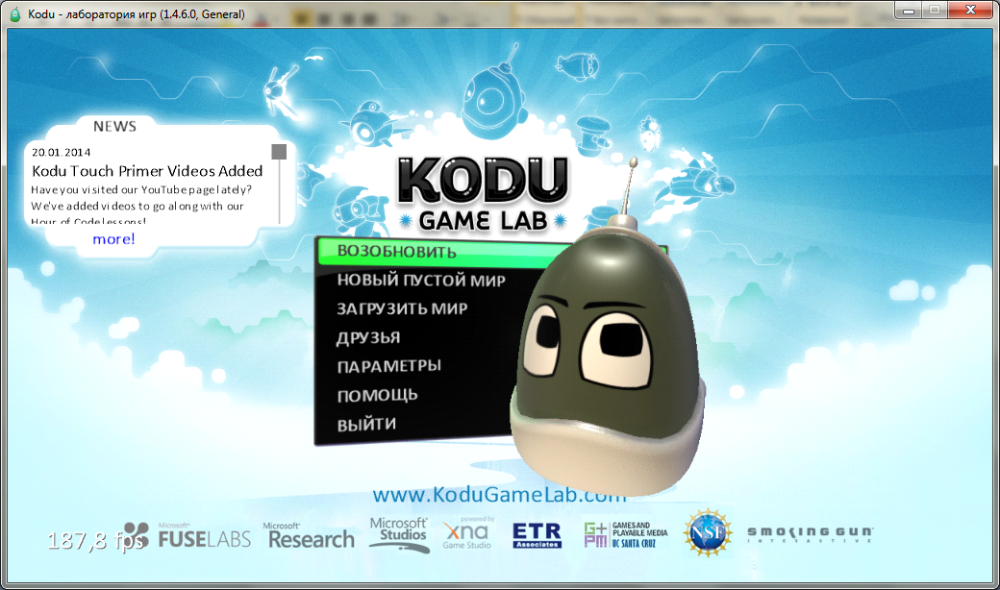 Kodu - лаборатория игр (1.4.6.0, General)
NEWS
20.01.2014
Kodu Touch Primer Videos Added
Have you visited our YouTube page lately?
We've added videos to go along with our
Hour of Code lessons!
more!
KODU
GAME LAB
ВОЗОБНОВИТЬ
НОВЫЙ ПУСТОЙ МИР
ЗАГРУЗИТЬ МИР
ДРУЗЬЯ
ПАРАМЕТРЫ
ПОМОЩЬ
ВЫЙТИ
www.KoduGameLab.com
187,8 fps
Microsoft®
FUSELABS
Microsoft®
Research
Microsoft®
Studios
powered by
xna
Game Studio
ETR
Associates
G+PM
GAMES AND
PLAYABLE MEDIA
UC SANTA CRUZ
NSF
SMOKING GUN
INTERACTIVE